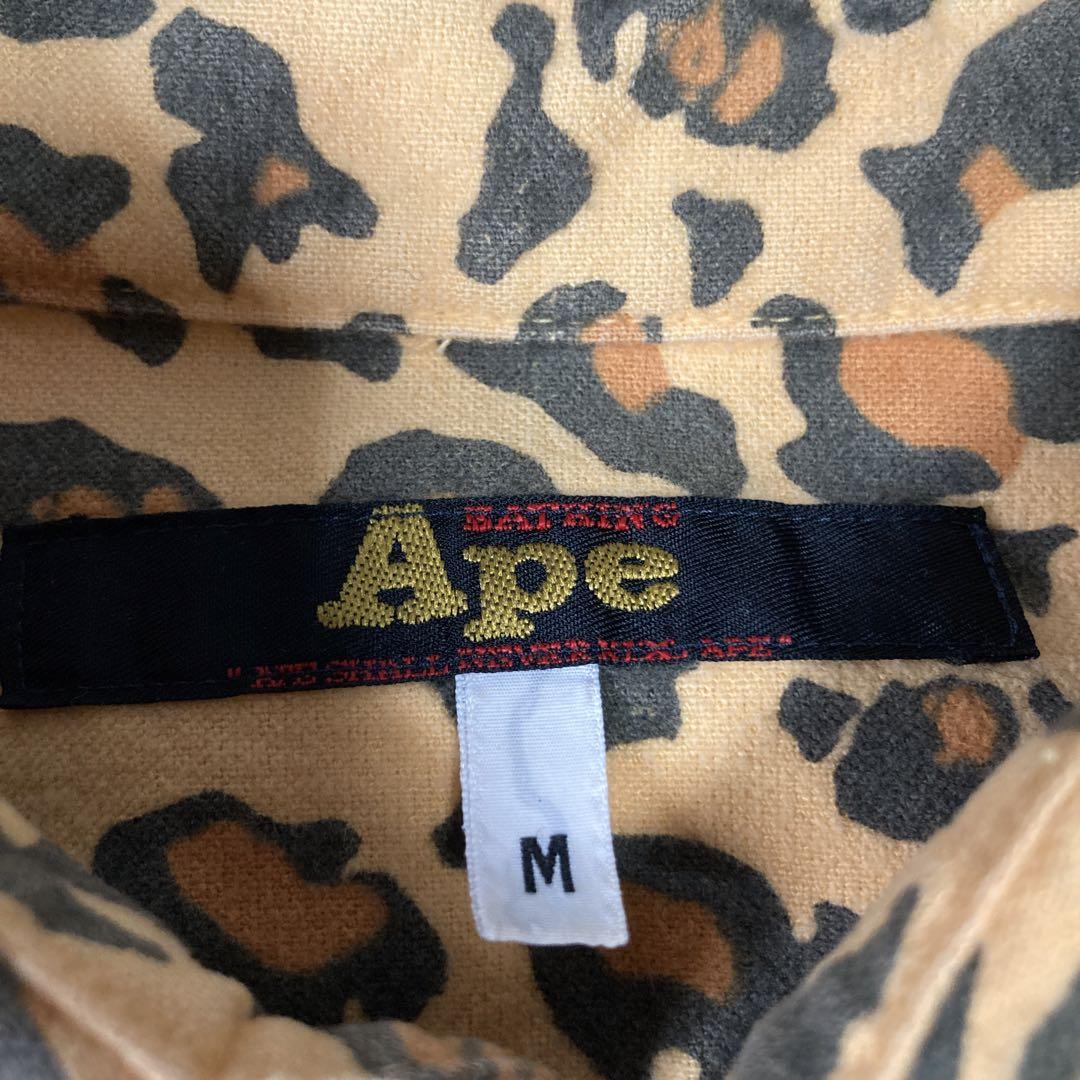 BATHING
Ape
"APE SHALL NEVER KILL APE"
M